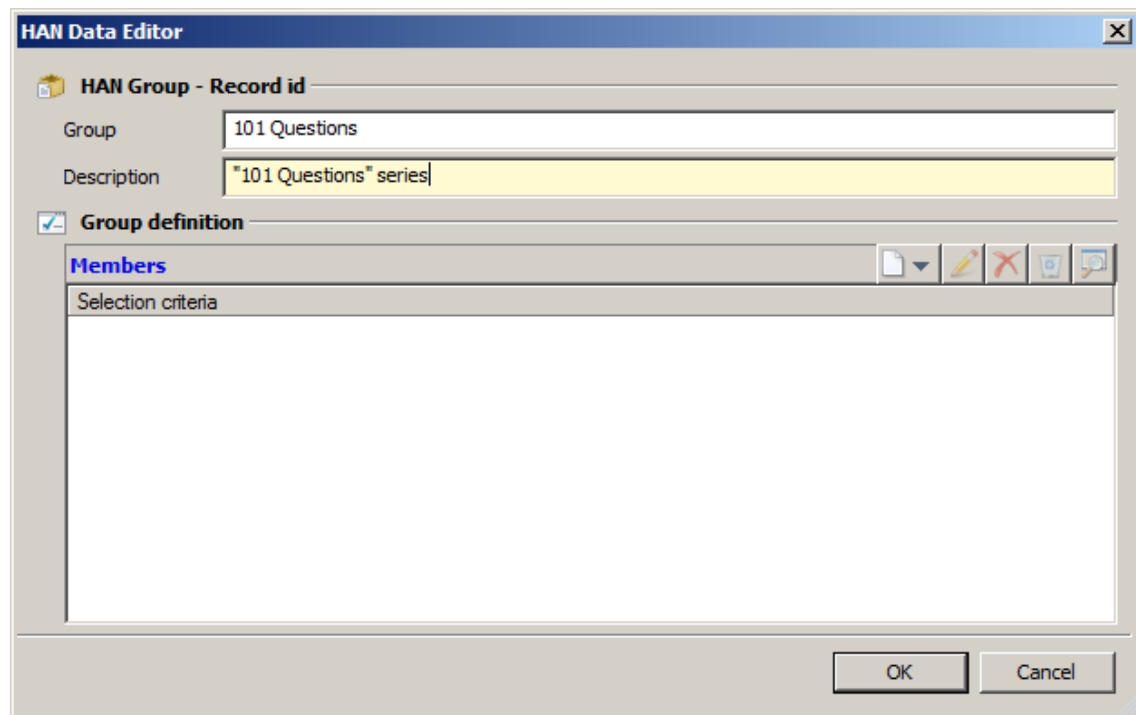 HAN Data Editor
HAN Group - Record id
Group 101 Questions
Description "101 Questions" series
Group definition
Members
Selection criteria
OK Cancel